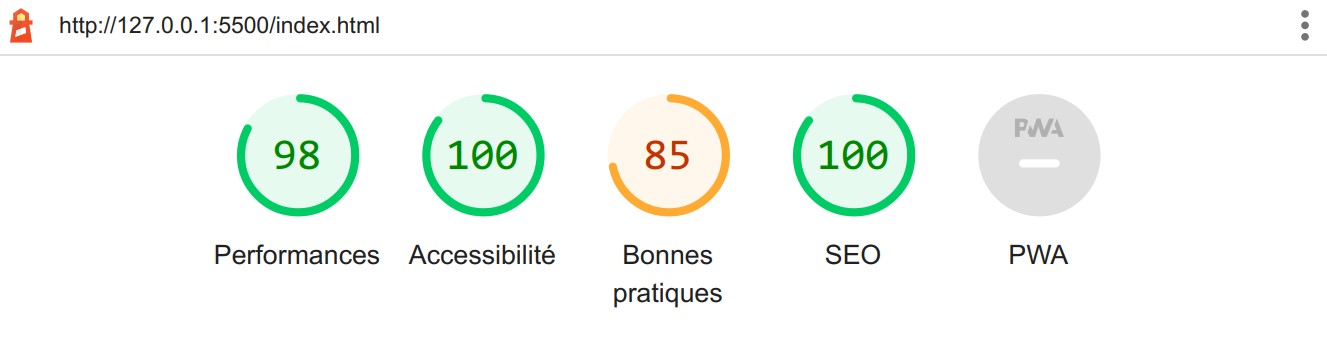 http://127.0.0.1:5500/index.html
98
100
85
100
PWA
Performances
Accessibilité
Bonnes
pratiques
SEO
PWA